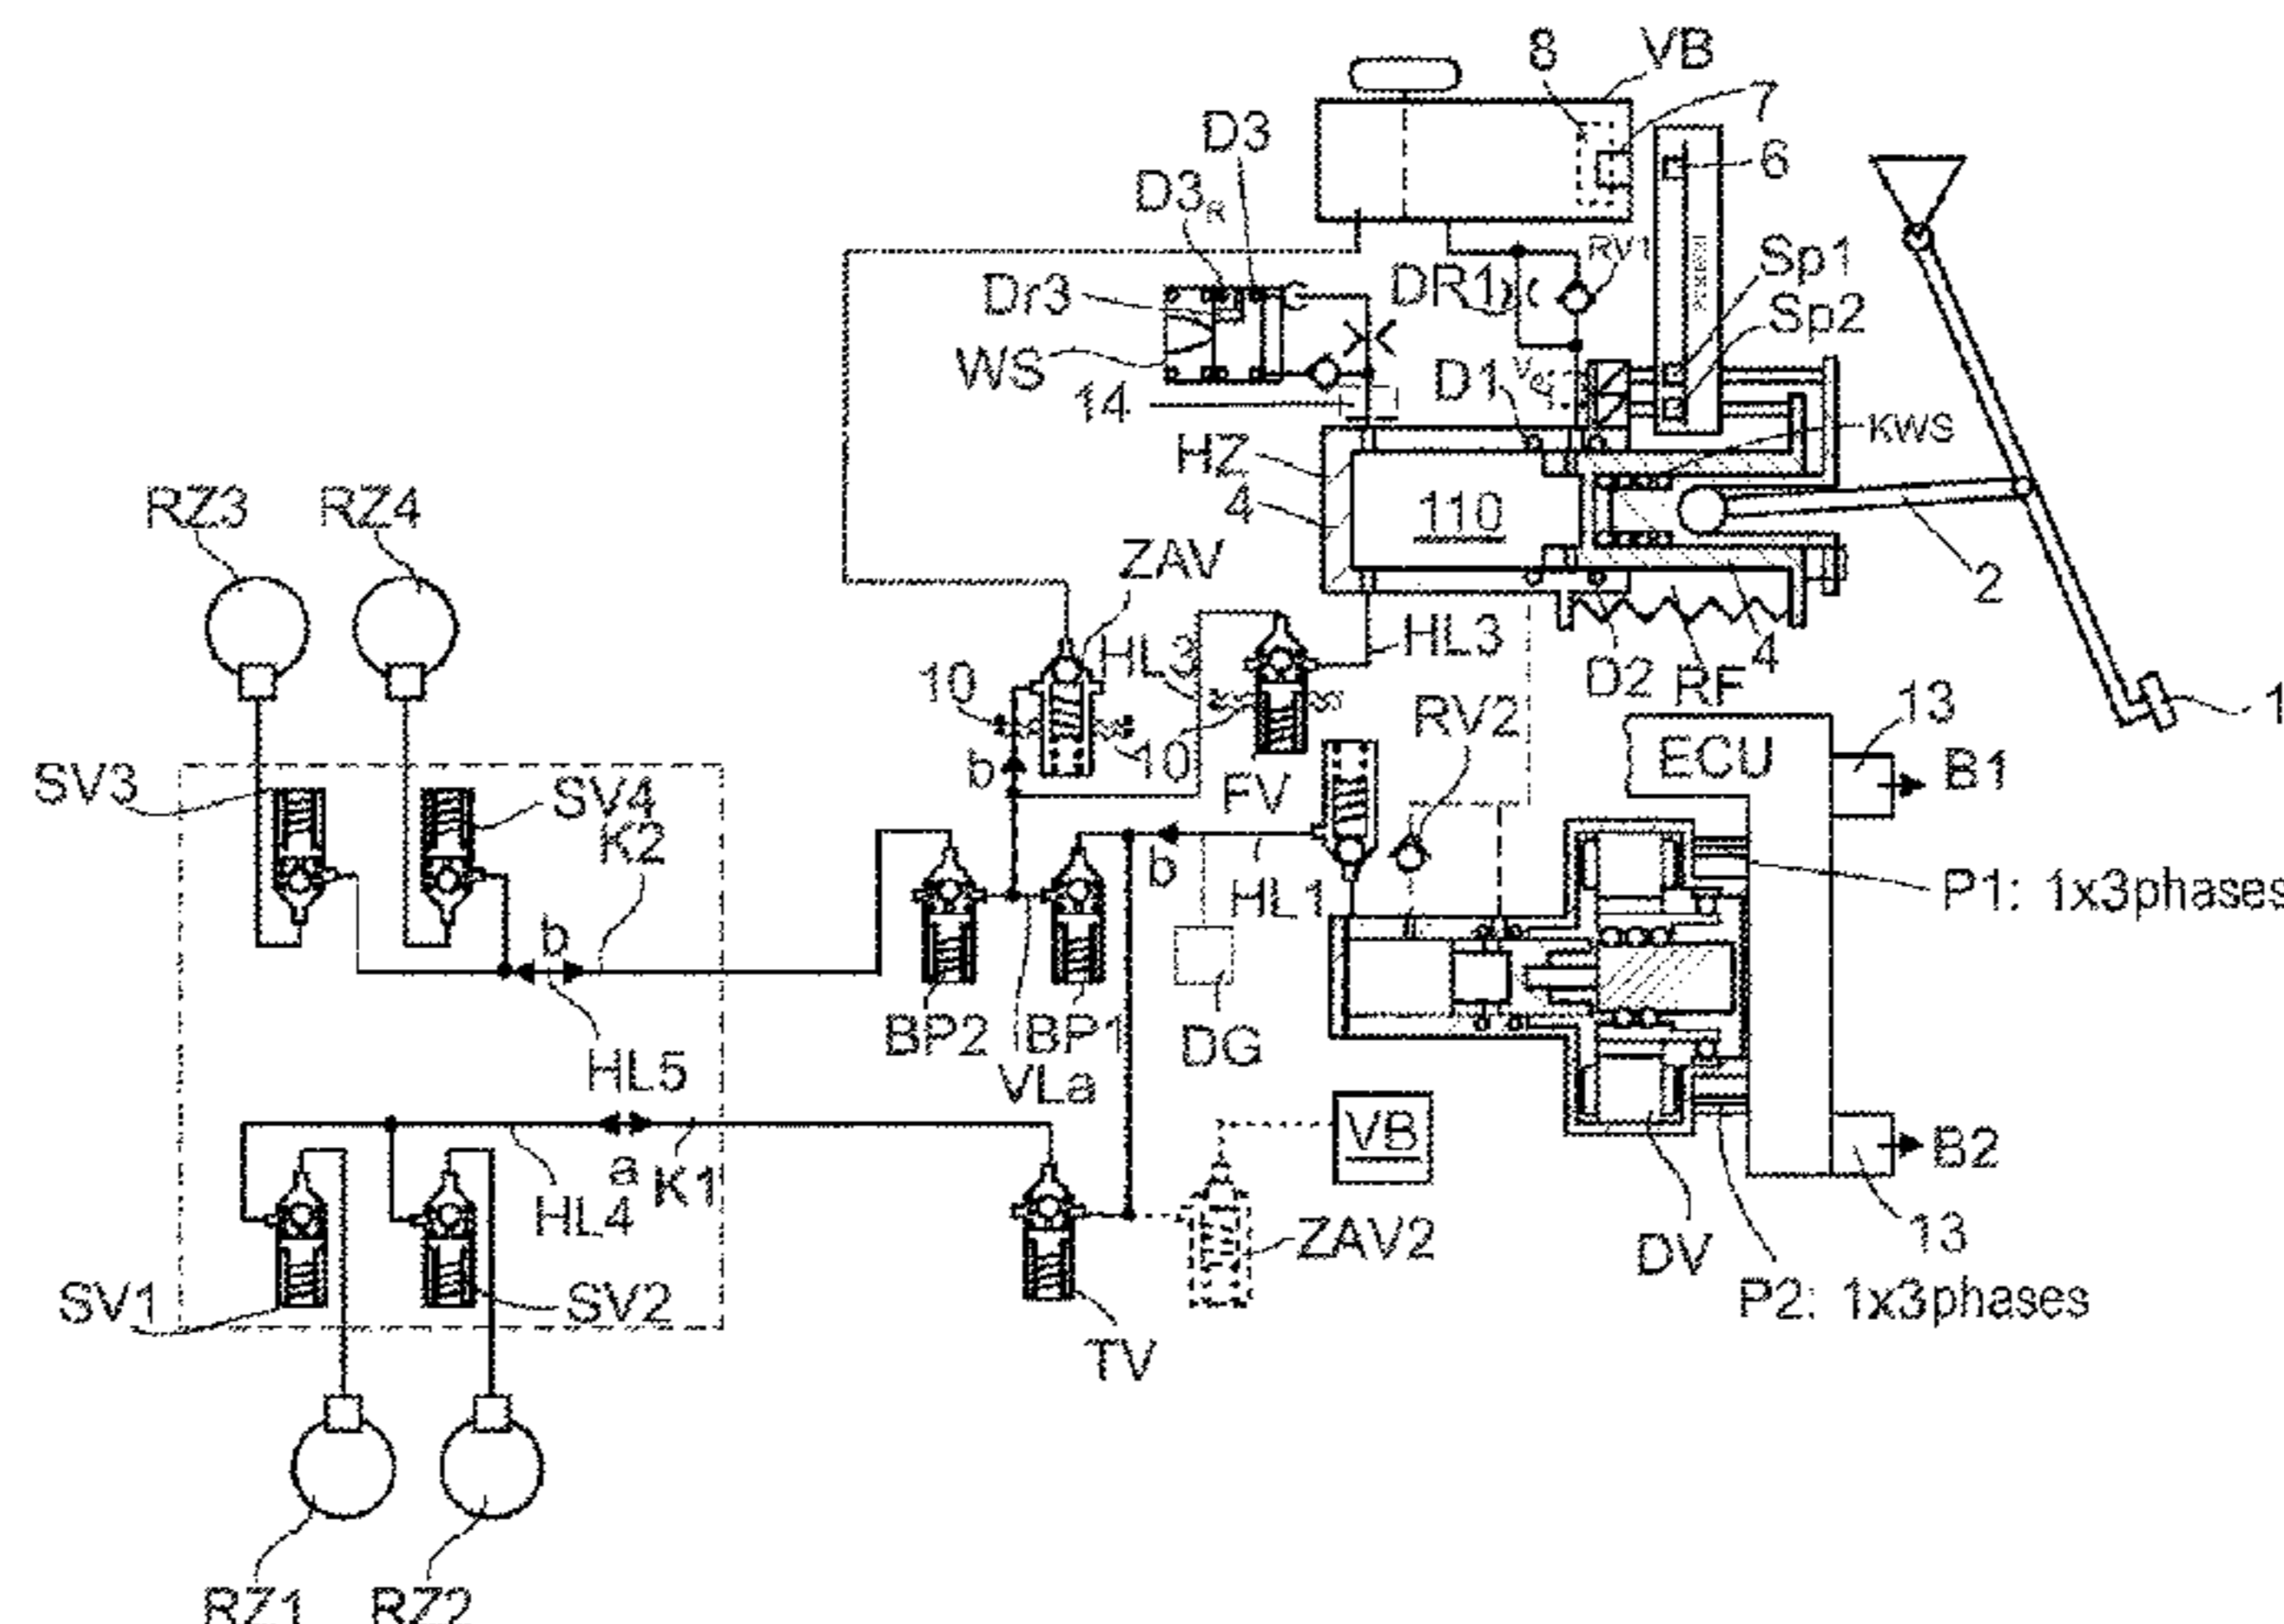 8
VB
7
D3
D3R
6
Sp1
RV1
Dr3
DR1
Sp2
WS
14
D1
KWS
HZ
4
110
2
RZ3
RZ4
ZAV
HL3
HL3
D2
RF
4
10
RV2
13
1
ECU
B1
SV3
SV4
b
10
FV
K2
b
HL1
P1: 1x3phases
b
BP2
BP1
DG
HL5
VLa
VB
B2
a
K1
HL4
ZAV2
DV
13
SV1
SV2
P2: 1x3phases
TV
RZ1
RZ2